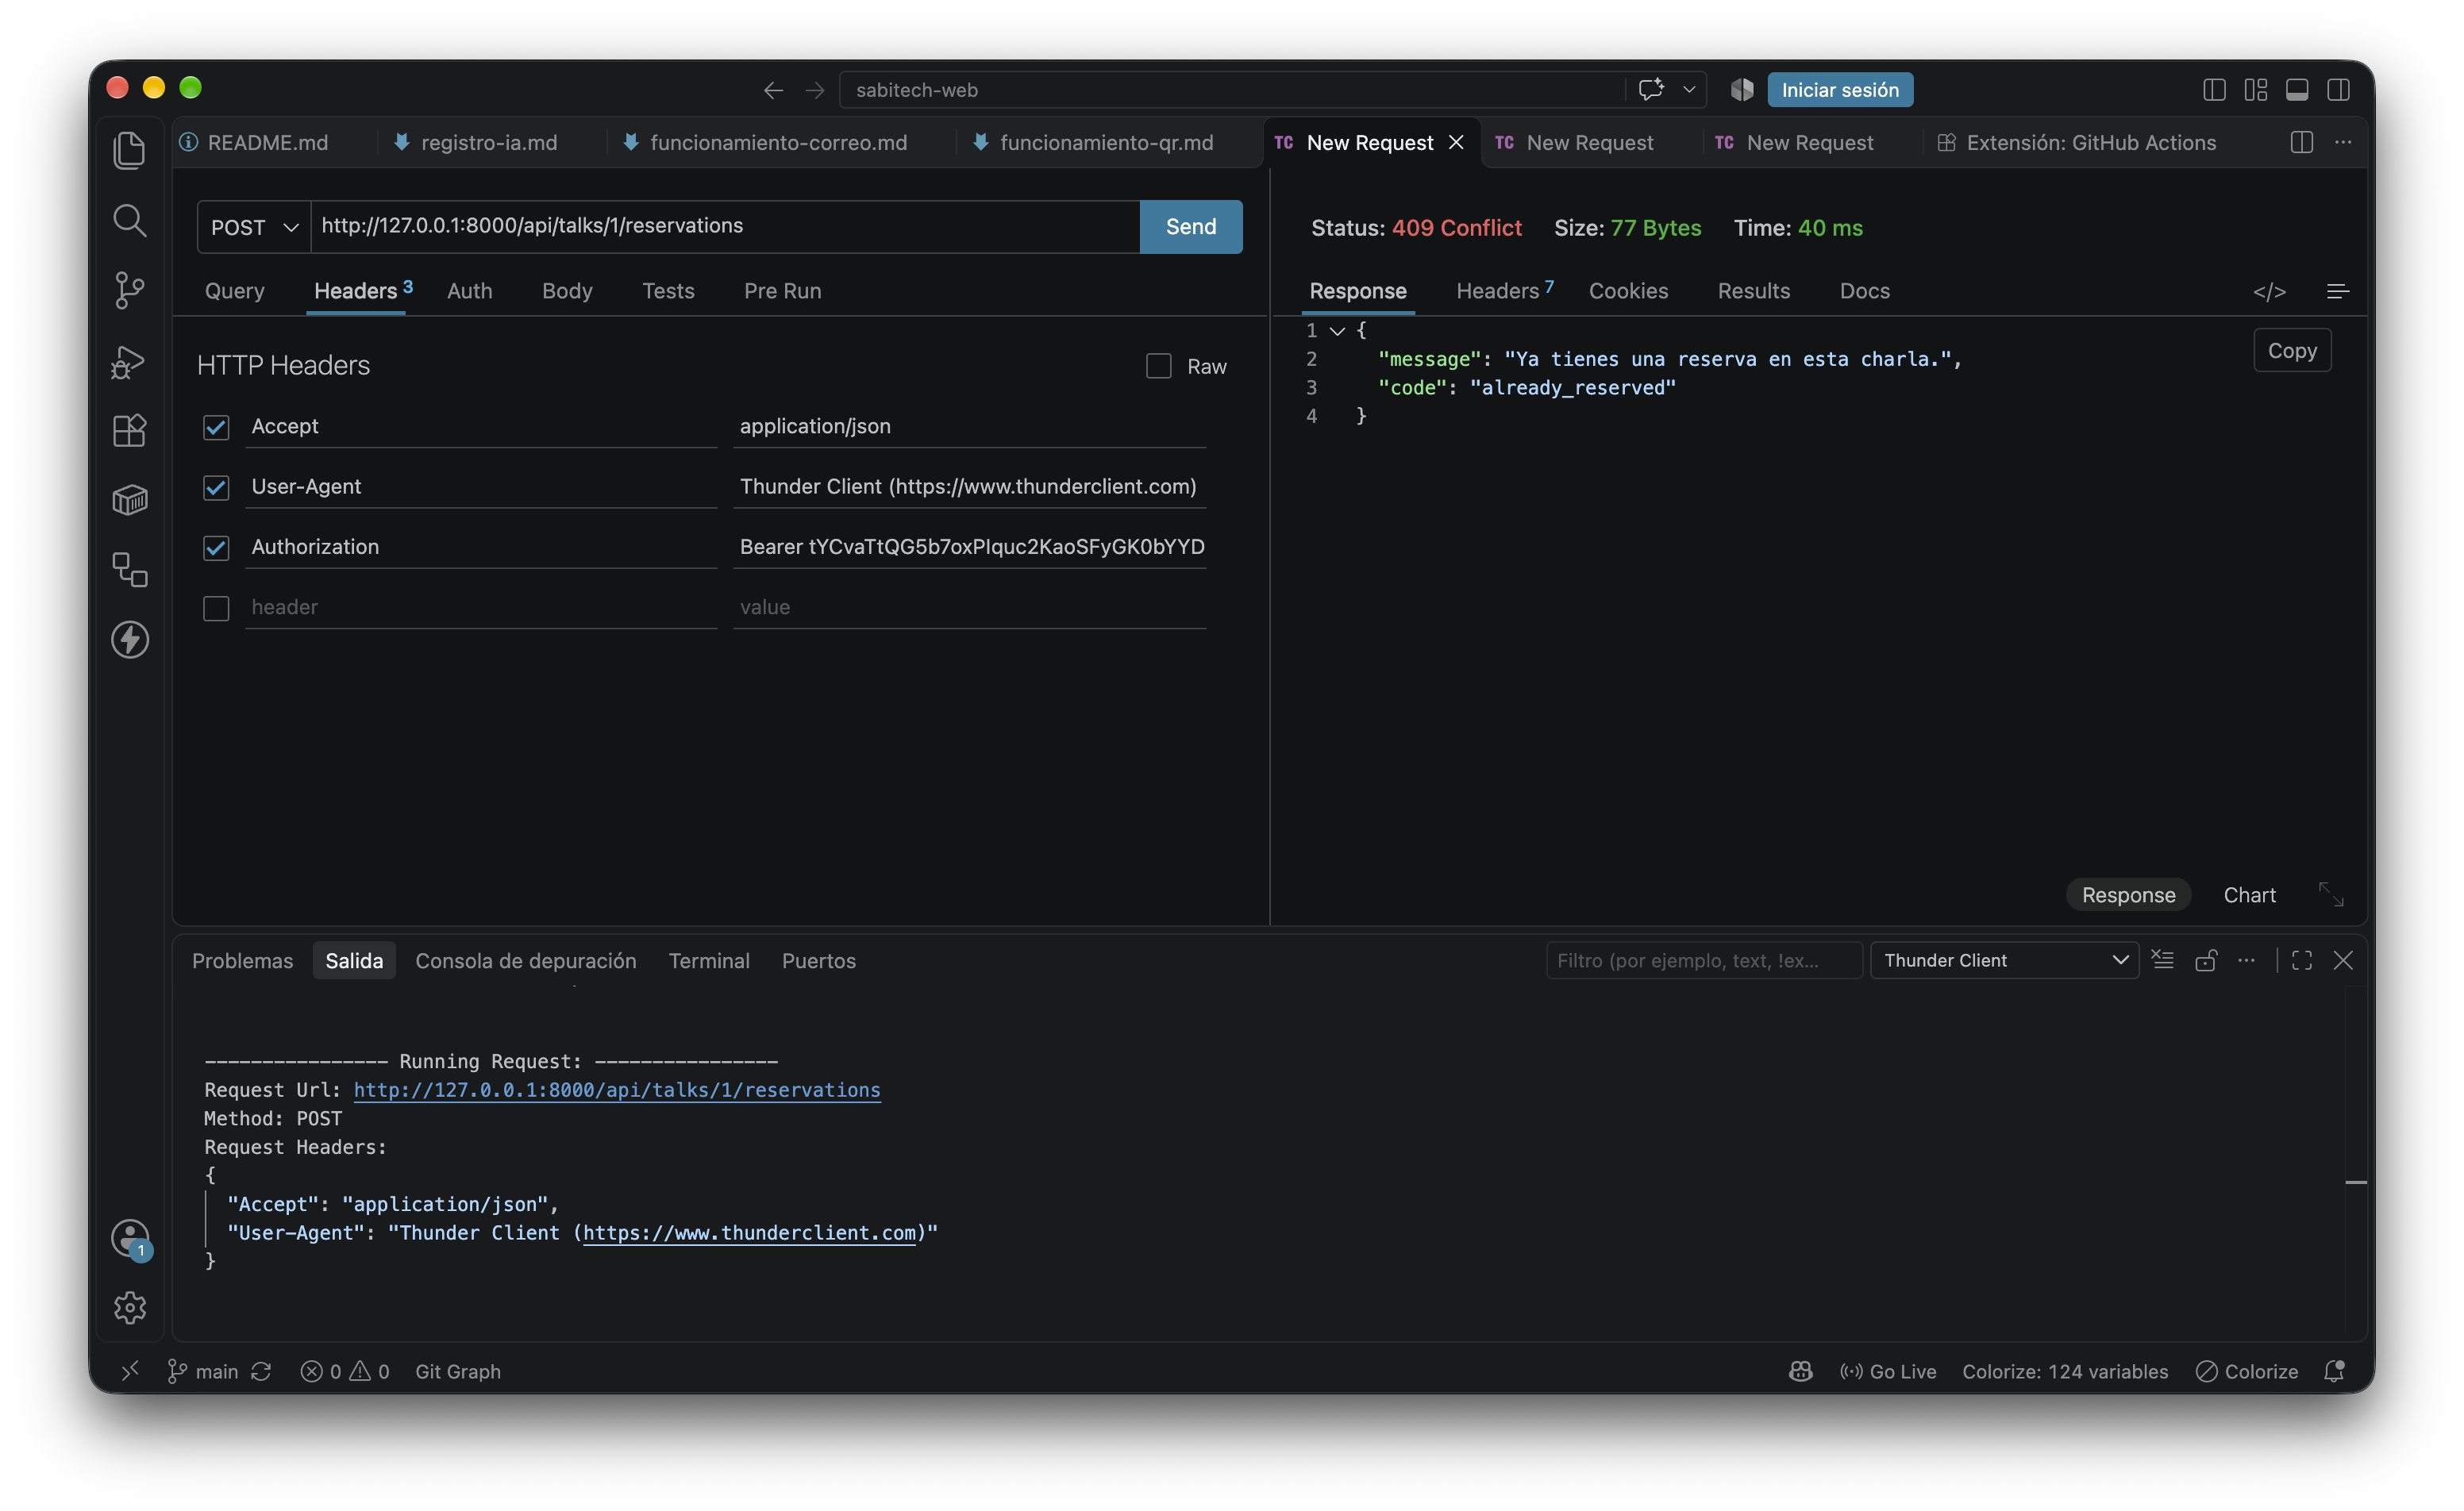 sabitech-web
Iniciar sesión
README.md
registro-ia.md
funcionamiento-correo.md
funcionamiento-qr.md
TC New Request
TC New Request
TC New Request
Extensión: GitHub Actions
POST
http://127.0.0.1:8000/api/talks/1/reservations
Send
Query
Headers 3
Auth
Body
Tests
Pre Run
HTTP Headers
Raw
Accept
application/json
User-Agent
Thunder Client (https://www.thunderclient.com)
Authorization
Bearer tYCvaTtQG5b7oxPIquc2KaoSFyGK0bYYD
header
value
Status: 409 Conflict
Size: 77 Bytes
Time: 40 ms
Response
Headers 7
Cookies
Results
Docs
</>
1 {
2 "message": "Ya tienes una reserva en esta charla.",
3 "code": "already_reserved"
4 }
Copy
Response
Chart
Problemas
Salida
Consola de depuración
Terminal
Puertos
Filtro (por ejemplo, text, !ex...
Thunder Client
---------------- Running Request: ----------------
Request Url: http://127.0.0.1:8000/api/talks/1/reservations
Method: POST
Request Headers:
{
"Accept": "application/json",
"User-Agent": "Thunder Client (https://www.thunderclient.com)"
}
1
main
0
0
Git Graph
Go Live
Colorize: 124 variables
Colorize